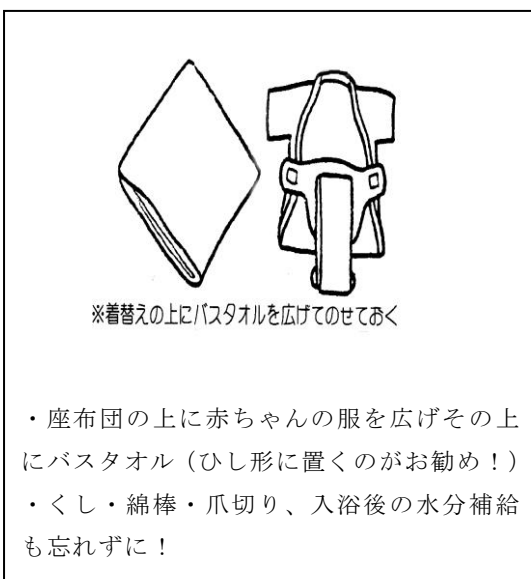 ※着替えの上にバスタオルを広げてのせておく
・座布団の上に赤ちゃんの服を広げその上
にバスタオル（ひし形に置くのがお勧め！）
・くし・綿棒・爪切り、入浴後の水分補給
も忘れずに！